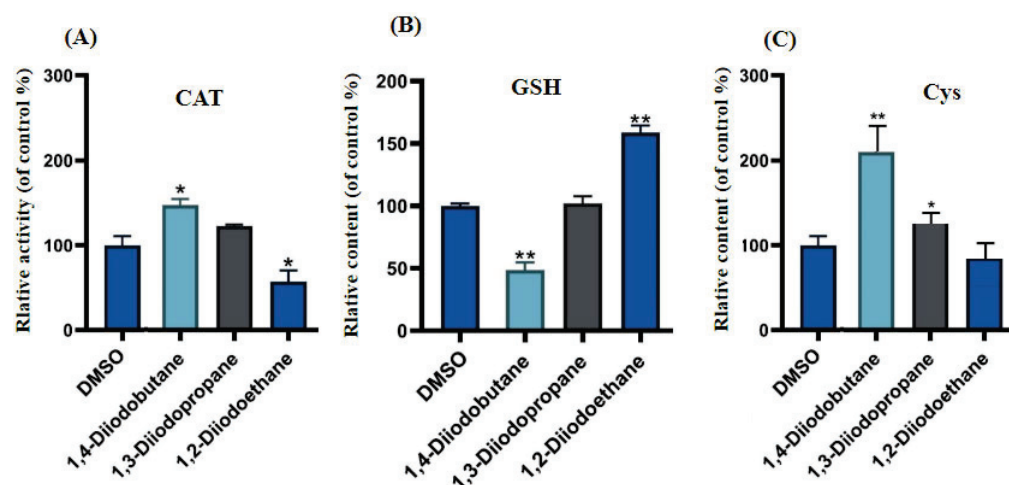 (A)
CAT
Rlative activity (of control %)
300
200
100
0
*
*
DMSO
1,4-Diiodobutane
1,3-Diiodopropane
1,2-Diiodoethane
(B)
GSH
Rlative content (of control %)
200
150
100
50
0
**
**
DMSO
1,4-Diiodobutane
1,3-Diiodopropane
1,2-Diiodoethane
(C)
Cys
Rlative content (of control %)
300
200
100
0
**
*
DMSO
1,4-Diiodobutane
1,3-Diiodopropane
1,2-Diiodoethane